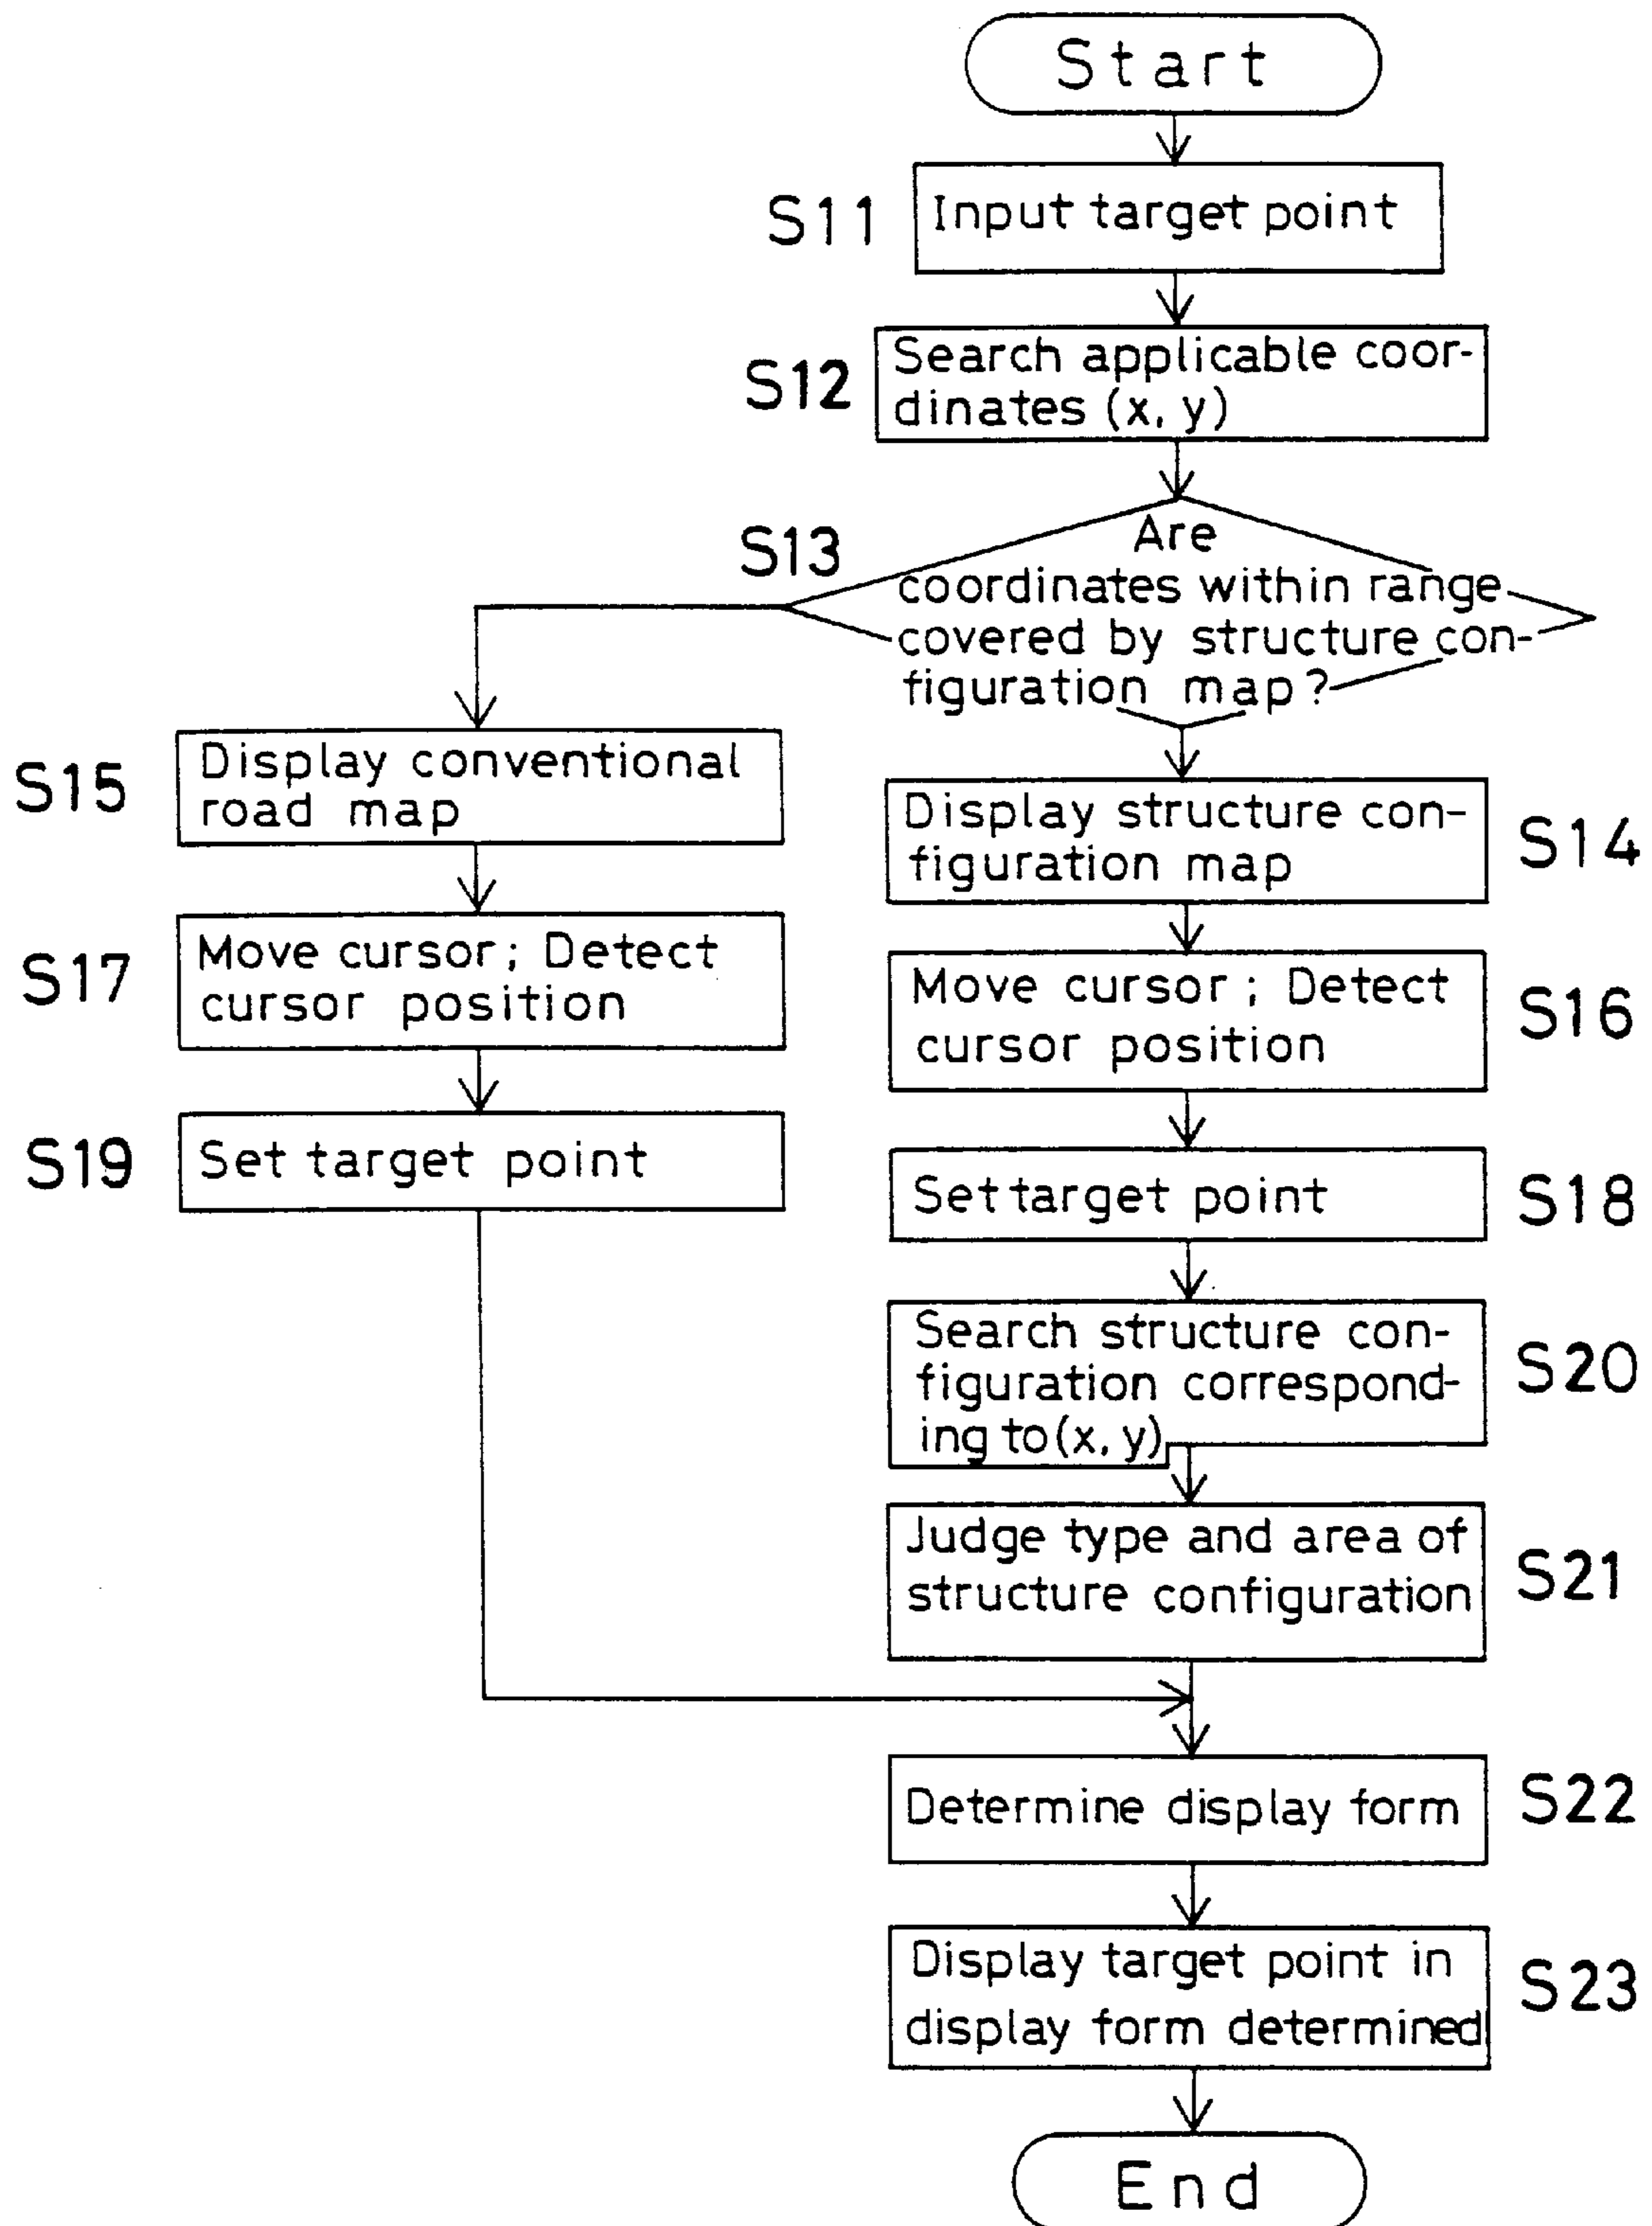 Start
S11
Input target point
S12
Search applicable coor-
dinates (x, y)
S13
Are
coordinates within range
covered by structure con-
figuration map?
S15
Display conventional
road map
Display structure con-
figuration map
S14
S17
Move cursor; Detect
cursor position
Move cursor; Detect
cursor position
S16
S19
Set target point
Set target point
S18
Search structure con-
figuration correspond-
ing to (x, y)
S20
Judge type and area of
structure configuration
S21
Determine display form
S22
Display target point in
display form determined
S23
End